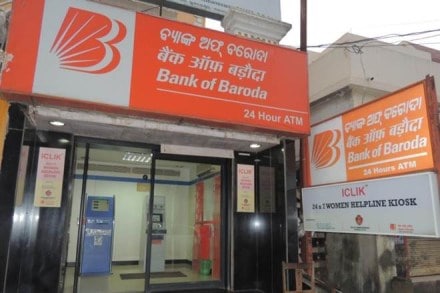 ବ୍ୟାଙ୍କ ଅଫ୍ ବରୋଡା
बैंक ऑफ़ बड़ौदा
Bank of Baroda
24 Hour ATM
ବ୍ୟାଙ୍କ ଅଫ୍ ବରୋଡା
बैंक ऑफ़ बड़ौदा
Bank of Baroda
24 Hours ATM
ICLIK
24 x 7 WOMEN HELPLINE KIOSK
ICLIK
ICLIK